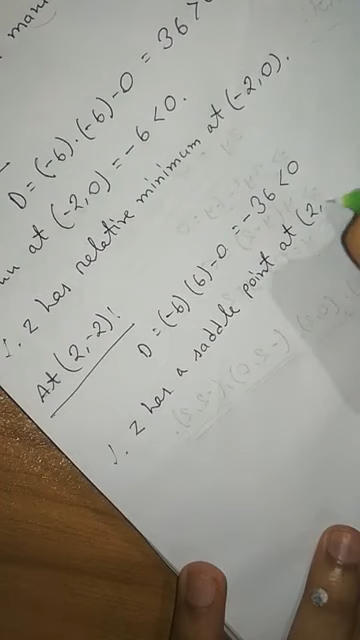 D = (-6).(-6)-0 = 36 >
at (-2,0) = -6 < 0.
∴ z has relative minimum at (-2,0).
At (2,-2):
D = (-6) (6) - 0 = -36 < 0
∴ z has a saddle point at (2,